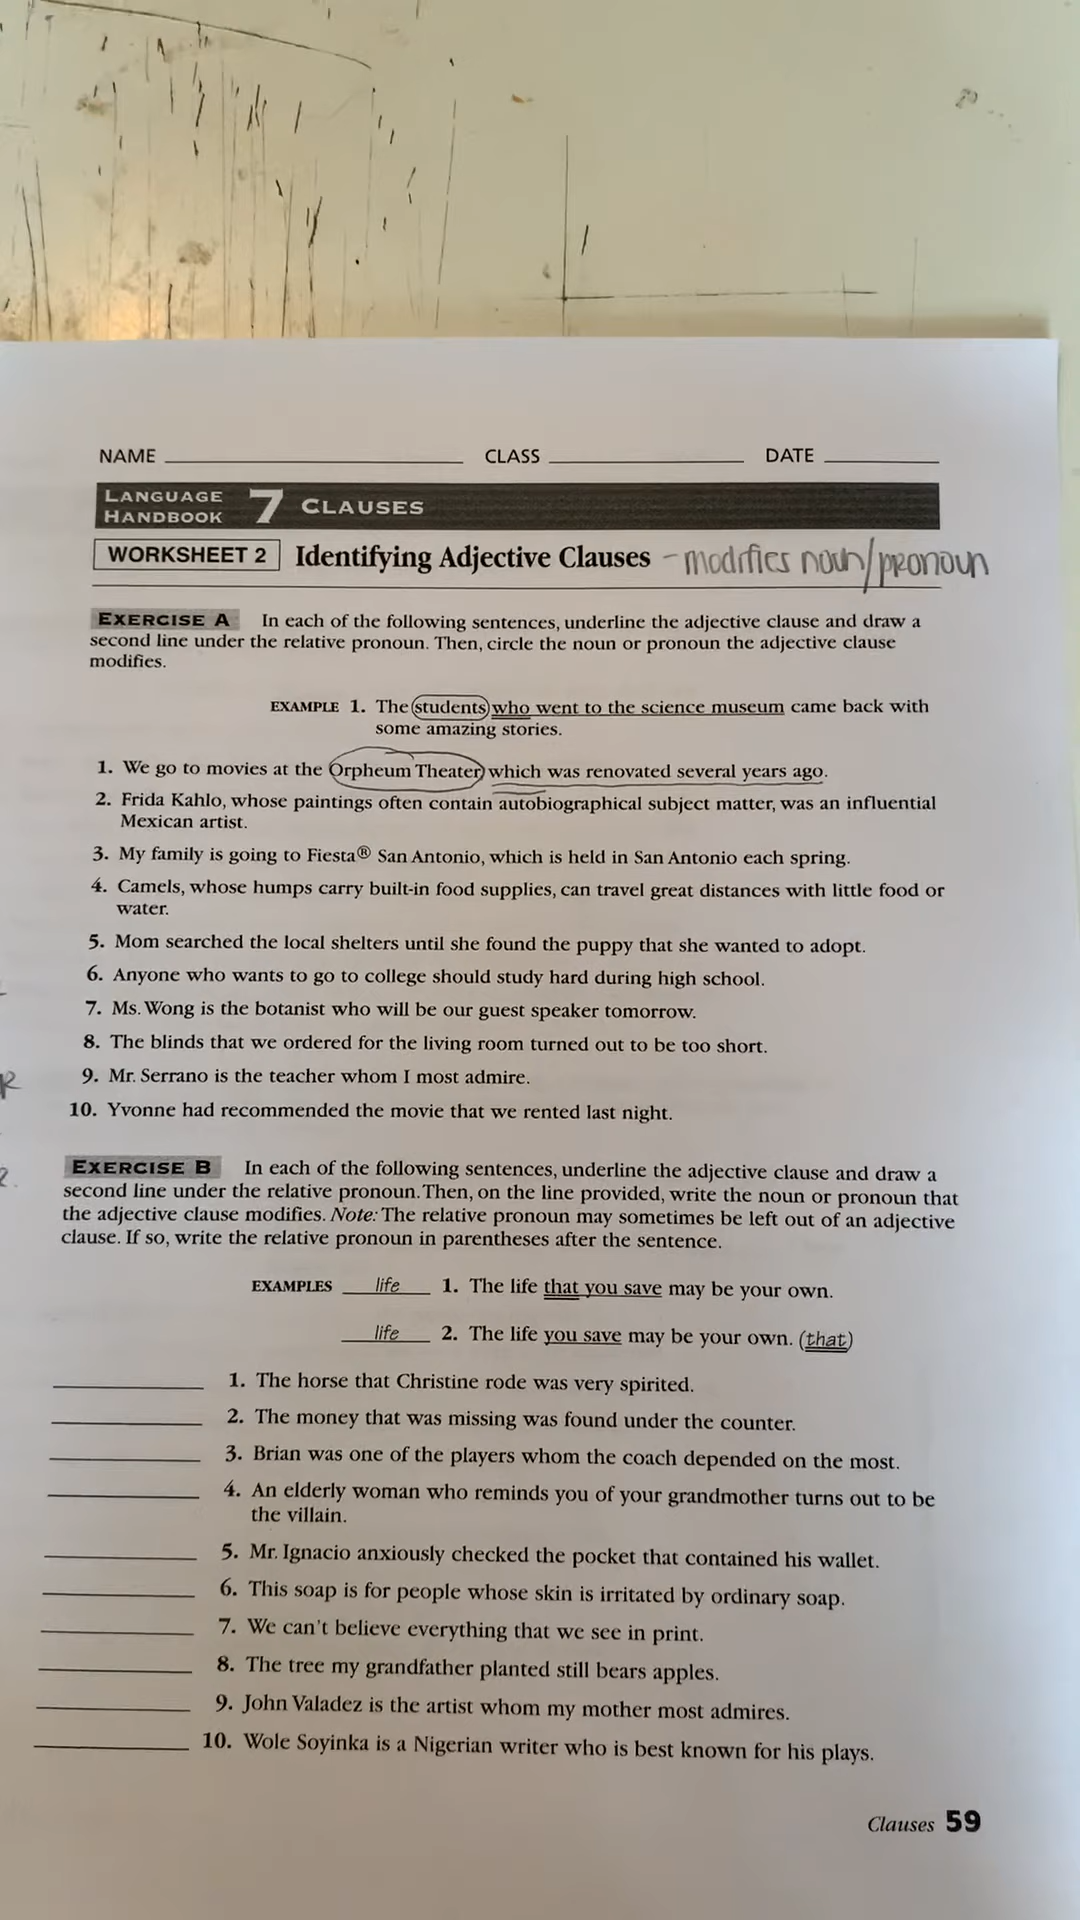 NAME CLASS DATE
LANGUAGE HANDBOOK 7 CLAUSES
WORKSHEET 2 Identifying Adjective Clauses - modifies noun/pronoun
EXERCISE A In each of the following sentences, underline the adjective clause and draw a
second line under the relative pronoun. Then, circle the noun or pronoun the adjective clause
modifies.
EXAMPLE 1. The students who went to the science museum came back with
some amazing stories.
1. We go to movies at the Orpheum Theater which was renovated several years ago.
2. Frida Kahlo, whose paintings often contain autobiographical subject matter, was an influential
Mexican artist.
3. My family is going to Fiesta® San Antonio, which is held in San Antonio each spring.
4. Camels, whose humps carry built-in food supplies, can travel great distances with little food or
water.
5. Mom searched the local shelters until she found the puppy that she wanted to adopt.
6. Anyone who wants to go to college should study hard during high school.
7. Ms. Wong is the botanist who will be our guest speaker tomorrow.
8. The blinds that we ordered for the living room turned out to be too short.
9. Mr. Serrano is the teacher whom I most admire.
10. Yvonne had recommended the movie that we rented last night.
EXERCISE B In each of the following sentences, underline the adjective clause and draw a
second line under the relative pronoun. Then, on the line provided, write the noun or pronoun that
the adjective clause modifies. Note: The relative pronoun may sometimes be left out of an adjective
clause. If so, write the relative pronoun in parentheses after the sentence.
EXAMPLES life 1. The life that you save may be your own.
life 2. The life you save may be your own. (that)
1. The horse that Christine rode was very spirited.
2. The money that was missing was found under the counter.
3. Brian was one of the players whom the coach depended on the most.
4. An elderly woman who reminds you of your grandmother turns out to be
the villain.
5. Mr. Ignacio anxiously checked the pocket that contained his wallet.
6. This soap is for people whose skin is irritated by ordinary soap.
7. We can't believe everything that we see in print.
8. The tree my grandfather planted still bears apples.
9. John Valadez is the artist whom my mother most admires.
10. Wole Soyinka is a Nigerian writer who is best known for his plays.
Clauses 59